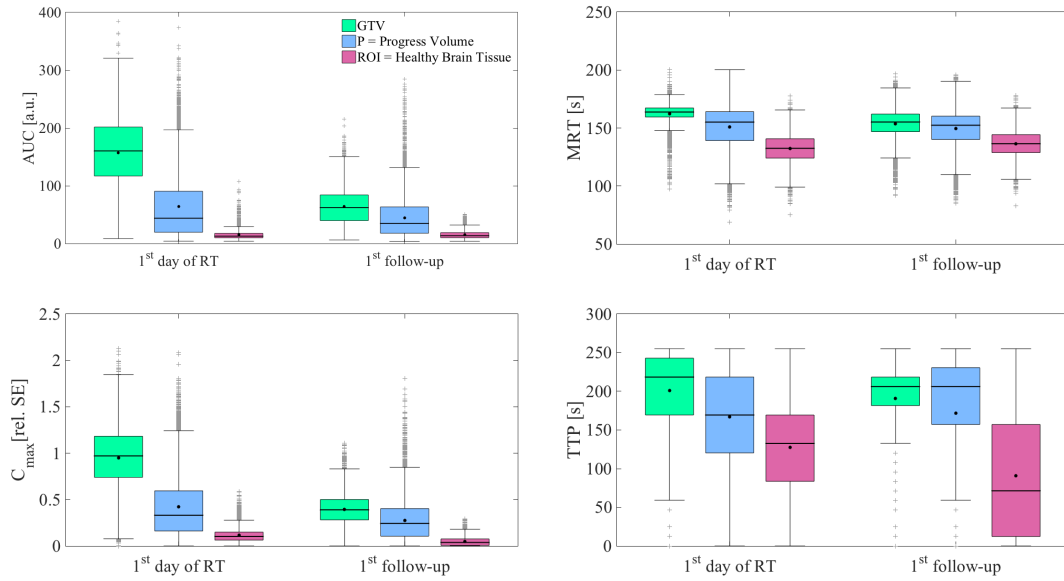 400
300
200
100
0
AUC [a.u.]
GTV
P = Progress Volume
ROI = Healthy Brain Tissue
1st day of RT
1st follow-up
250
200
150
100
50
MRT [s]
1st day of RT
1st follow-up
2.5
2
1.5
1
0.5
0
Cmax[rel. SE]
1st day of RT
1st follow-up
300
250
200
150
100
50
0
TTP [s]
1st day of RT
1st follow-up